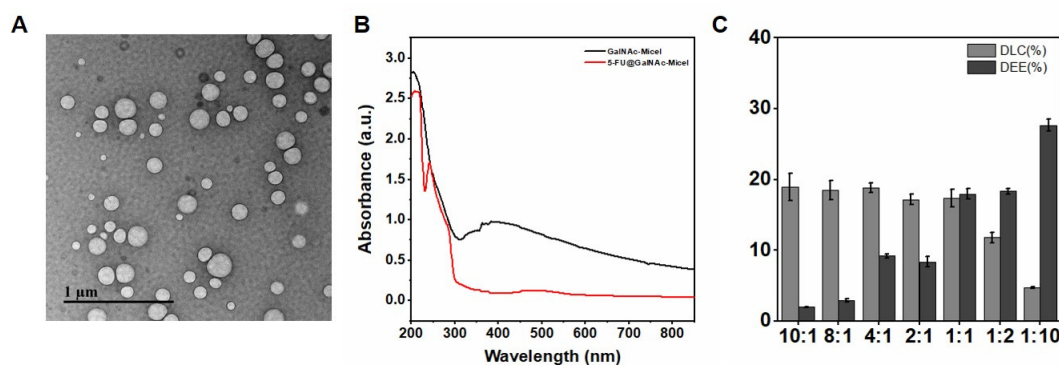 A
1 µm
B
3.0
2.5
2.0
1.5
1.0
0.5
0.0
Absorbance (a.u.)
GalNAc-Micel
5-FU@GalNAc-Micel
200 300 400 500 600 700 800
Wavelength (nm)
C
40
30
20
10
0
DLC(%)
DEE(%)
10:1 8:1 4:1 2:1 1:1 1:2 1:10